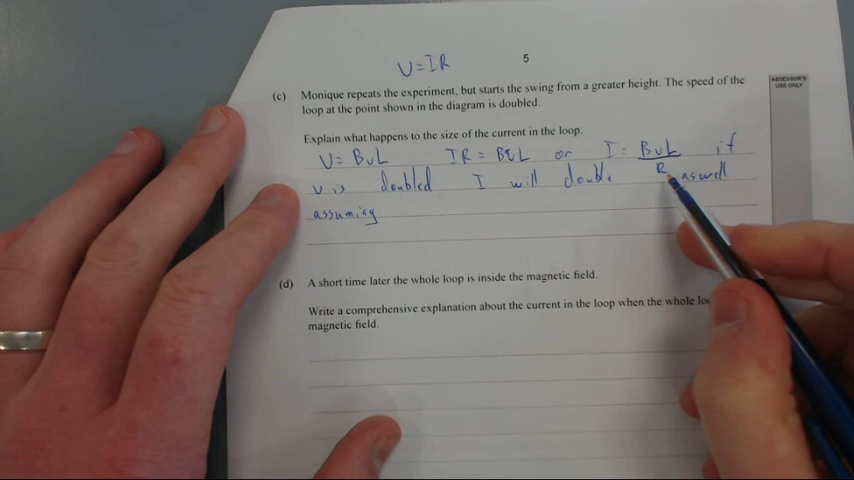 V=IR
5
ASSESSOR'S
USE ONLY
(c) Monique repeats the experiment, but starts the swing from a greater height. The speed of the
loop at the point shown in the diagram is doubled.
Explain what happens to the size of the current in the loop.
V= BvL IR = BvL or I = BvL if
v is doubled I will double R aswell
assuming
(d) A short time later the whole loop is inside the magnetic field.
Write a comprehensive explanation about the current in the loop when the whole
magnetic field.